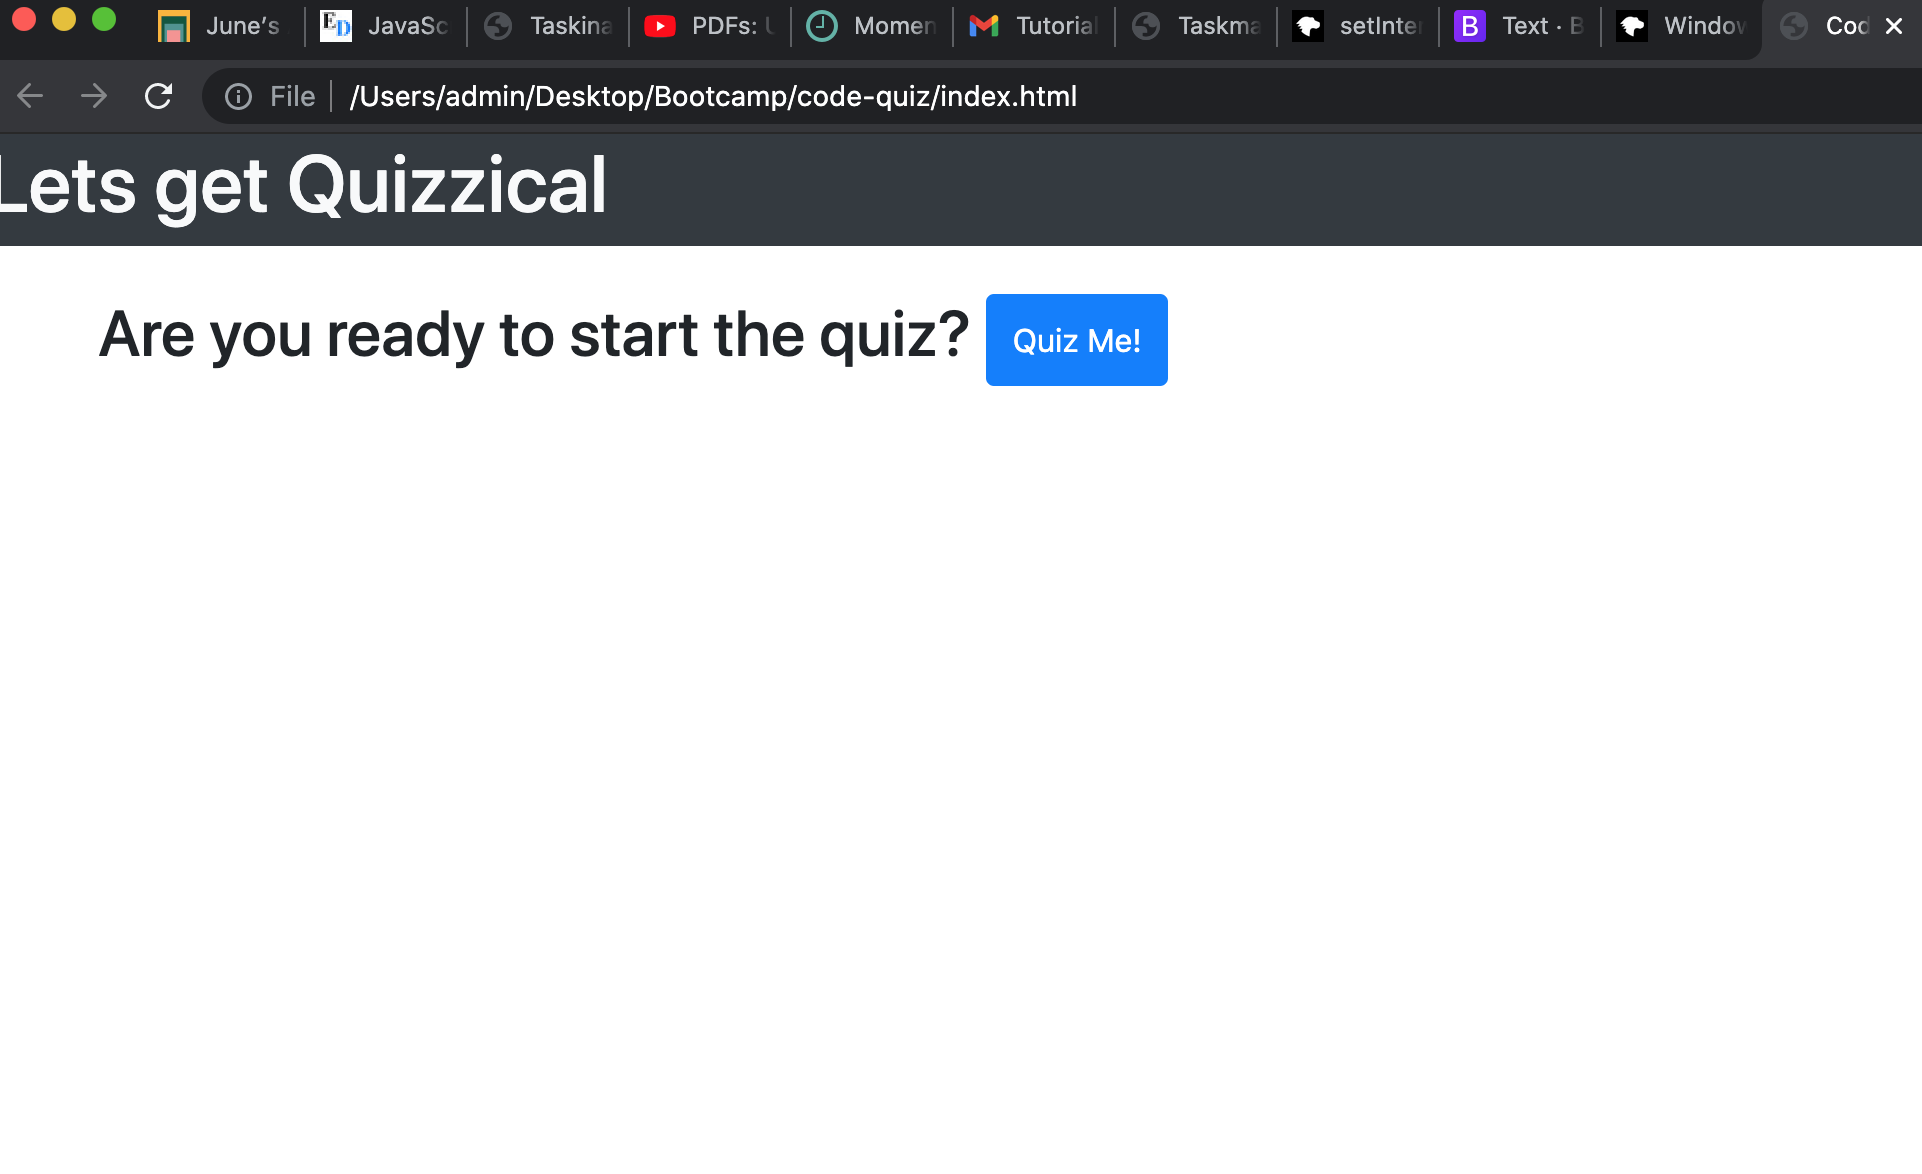 June's JavaSc Taskina PDFs: U Momen Tutorial Taskma setInter B Text · B Window Cod
File /Users/admin/Desktop/Bootcamp/code-quiz/index.html
Lets get Quizzical
Are you ready to start the quiz? Quiz Me!